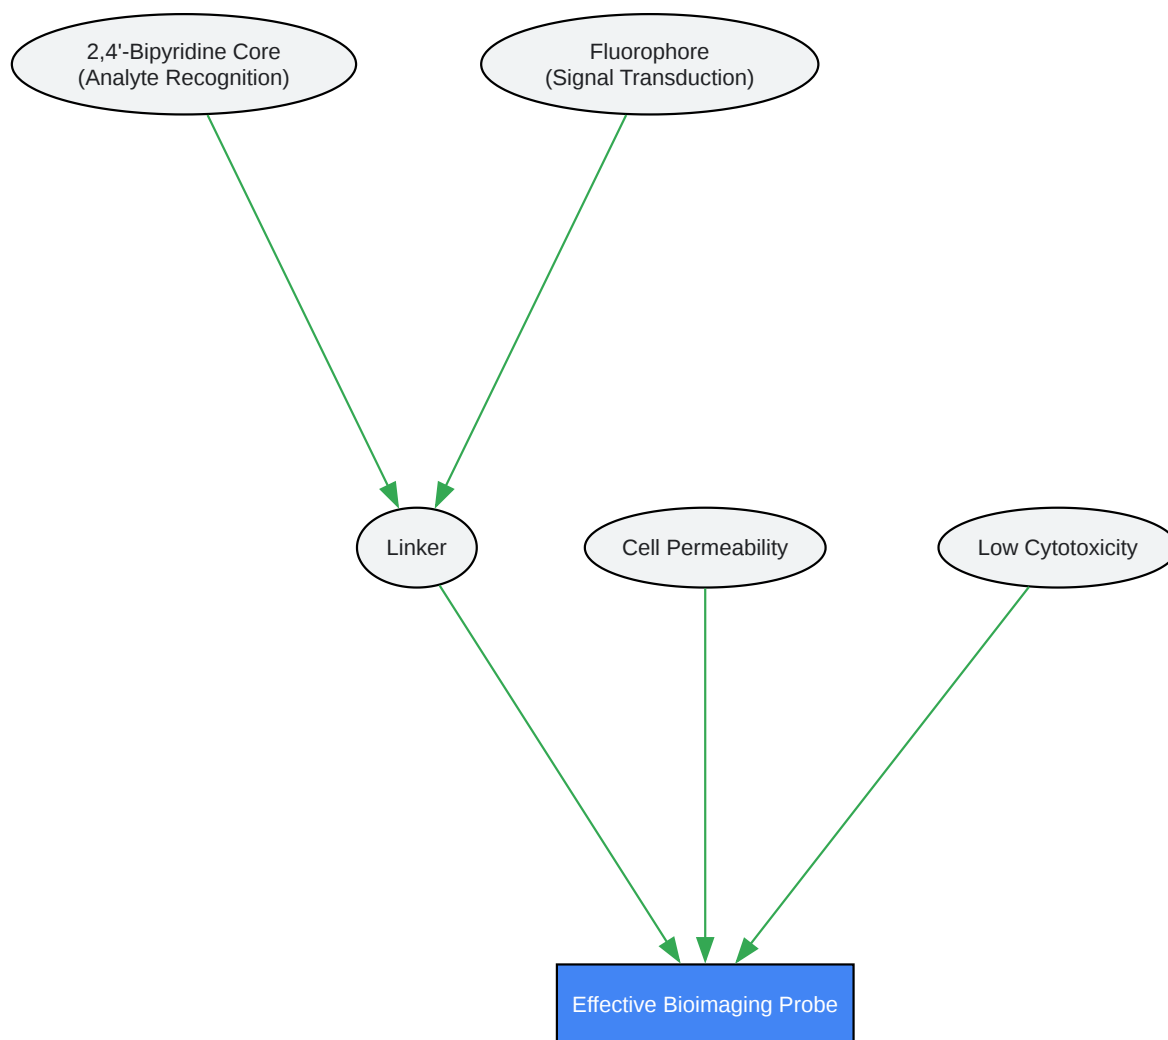 2,4'-Bipyridine Core
(Analyte Recognition)
Fluorophore
(Signal Transduction)
Linker
Cell Permeability
Low Cytotoxicity
Effective Bioimaging Probe